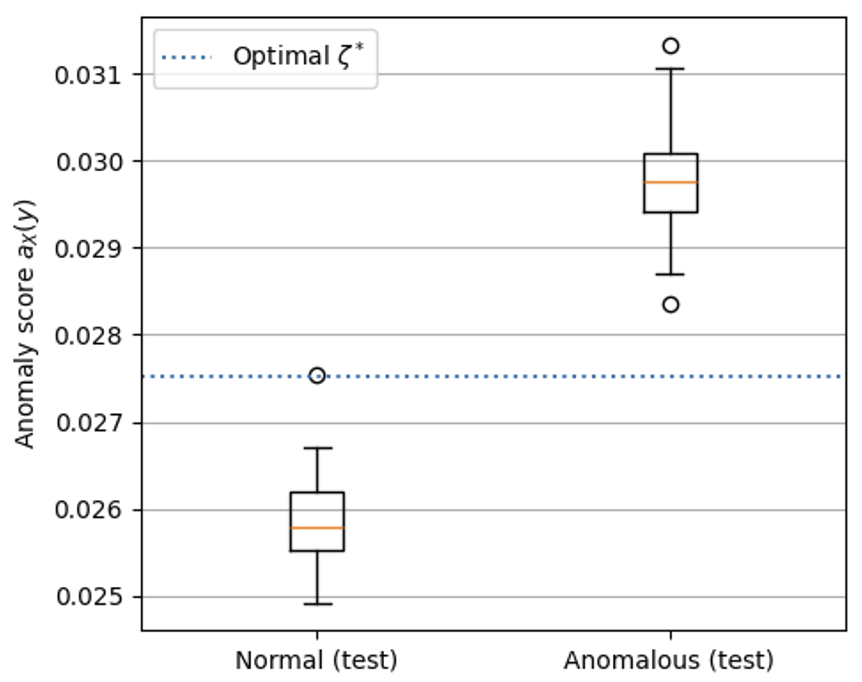 Optimal ζ*
0.031
0.030
0.029
0.028
0.027
0.026
0.025
Anomaly score aX(y)
Normal (test)
Anomalous (test)